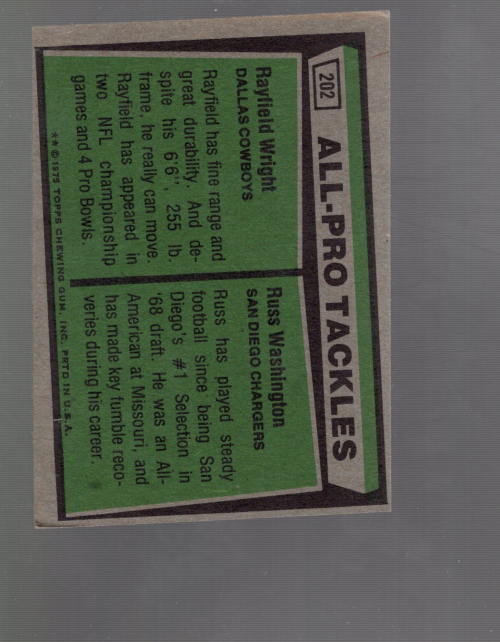 202
ALL-PRO TACKLES
Rayfield Wright
DALLAS COWBOYS
Rayfield has fine range and
great durability. And de-
spite his 6'6", 255 lb.
frame, he really can move.
Rayfield has appeared in
two NFL championship
games and 4 Pro Bowls.
Russ Washington
SAN DIEGO CHARGERS
Russ has played steady
football since being San
Diego's #1 Selection in
'68 draft. He was an All-
American at Missouri, and
has made key fumble reco-
veries during his career.
★★ © 1975 TOPPS CHEWING GUM, INC. PRTD IN U.S.A.